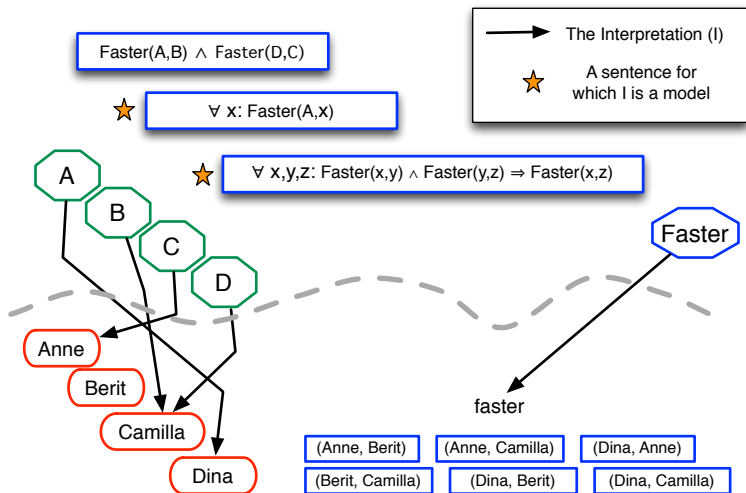 Faster(A,B) ∧ Faster(D,C)
∀ x: Faster(A,x)
∀ x,y,z: Faster(x,y) ∧ Faster(y,z) ⇒ Faster(x,z)
The Interpretation (I)
A sentence for
which I is a model
A
B
C
D
Faster
Anne
Berit
Camilla
Dina
faster
(Anne, Berit) (Anne, Camilla) (Dina, Anne)
(Berit, Camilla) (Dina, Berit) (Dina, Camilla)